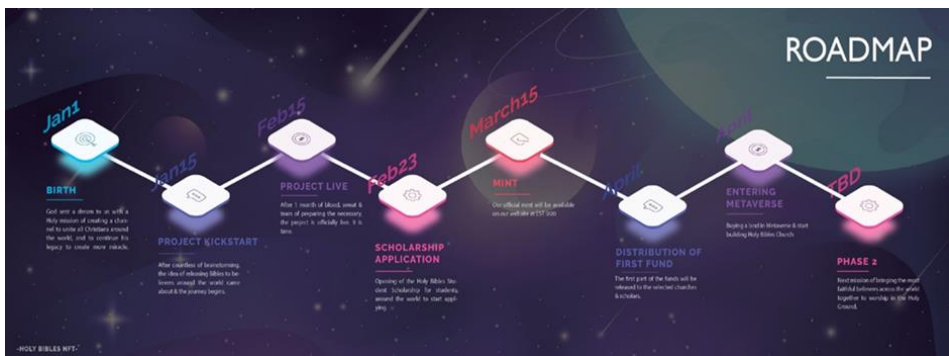 ROADMAP
Jan1
BIRTH
God sent a dream to us with a
Holy mission of creating a chan-
nel to unite all Christians around
the world, and to continue his
legacy to create more miracle.
Jan15
PROJECT KICKSTART
After countless of brainstorming,
the idea of releasing Bibles to be-
lievers around the world came
about & the journey begins.
Feb15
PROJECT LIVE
After 1 month of blood, sweat &
tears of preparing the necessary,
the project is officially live. It is
time.
Feb23
SCHOLARSHIP
APPLICATION
Opening of the Holy Bibles Stu-
dent Scholarship for students,
around the world to start appl-
ying
March15
MINT
Our official mint will be available
on our website at EST
April
DISTRIBUTION OF
FIRST FUND
The first part of the funds will be
released to the selected churches
& scholars.
April
ENTERING
METAVERSE
Buying a land in Metaverse & start
building Holy Bibles Church
TBD
PHASE 2
Next mission of bringing the most
faithful believers across the world
together to worship in the Holy
Ground.
-HOLY BIBLES NFT-